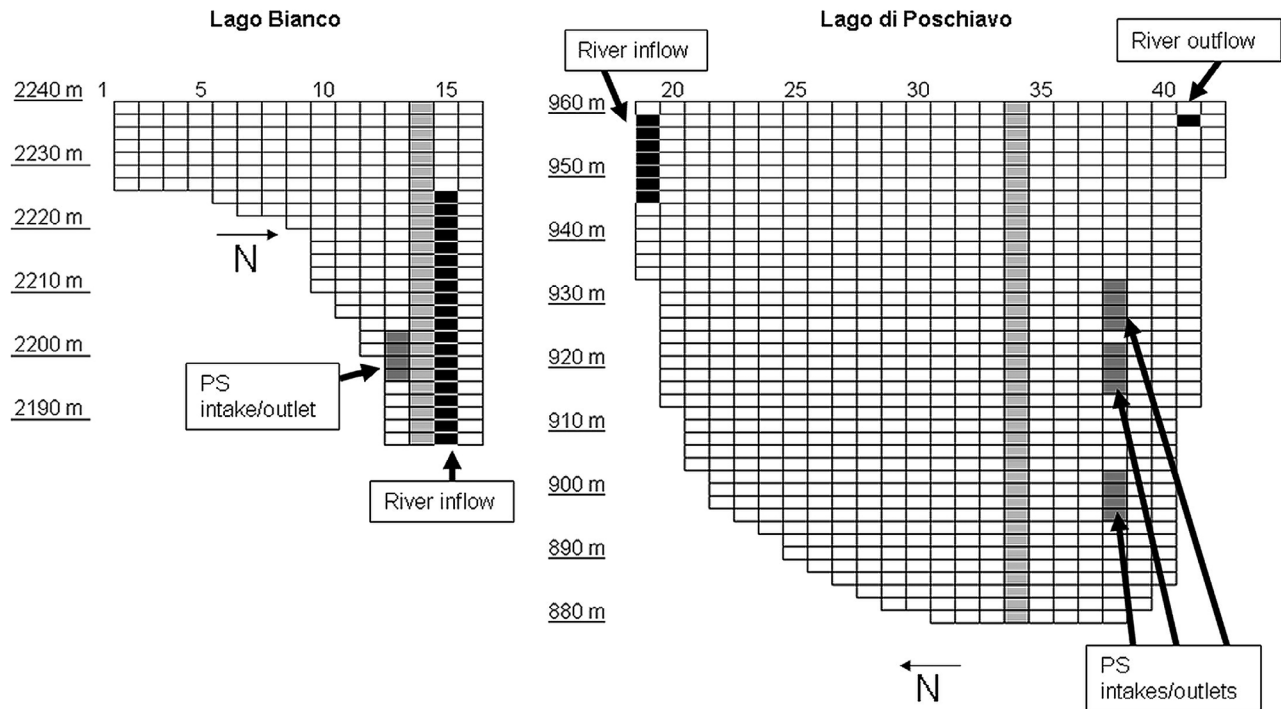 Lago Bianco
Lago di Poschiavo
River inflow
River outflow
1 5 10 15
20 25 30 35 40
2240 m
2230 m
2220 m
2210 m
2200 m
2190 m
N
PS
intake/outlet
River inflow
960 m
950 m
940 m
930 m
920 m
910 m
900 m
890 m
880 m
N
PS
intakes/outlets